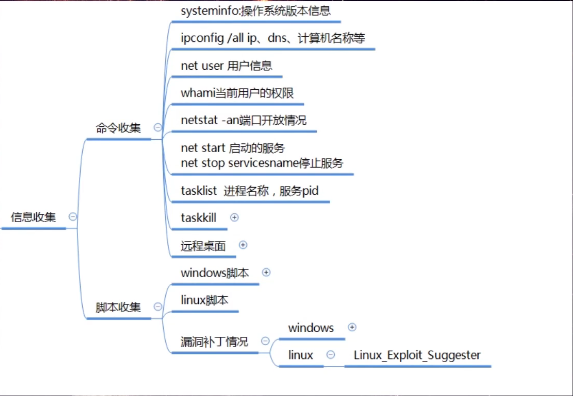 systeminfo:操作系统版本信息
ipconfig /all ip、dns、计算机名称等
net user 用户信息
whami当前用户的权限
命令收集
netstat -an端口开放情况
net start 启动的服务
net stop servicesname停止服务
tasklist 进程名称，服务pid
信息收集
taskkill
远程桌面
windows脚本
脚本收集
linux脚本
漏洞补丁情况
windows
linux
Linux_Exploit_Suggester